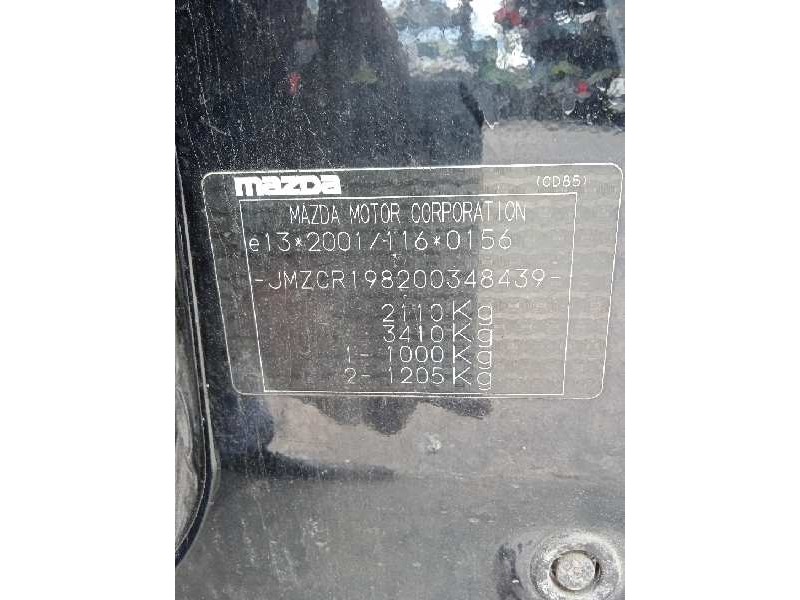 mazda (CD85)
MAZDA MOTOR CORPORATION
e13*2001/116*0156
-JMZCR198200348439-
2110Kg
3410Kg
1- 1000Kg
2- 1205Kg